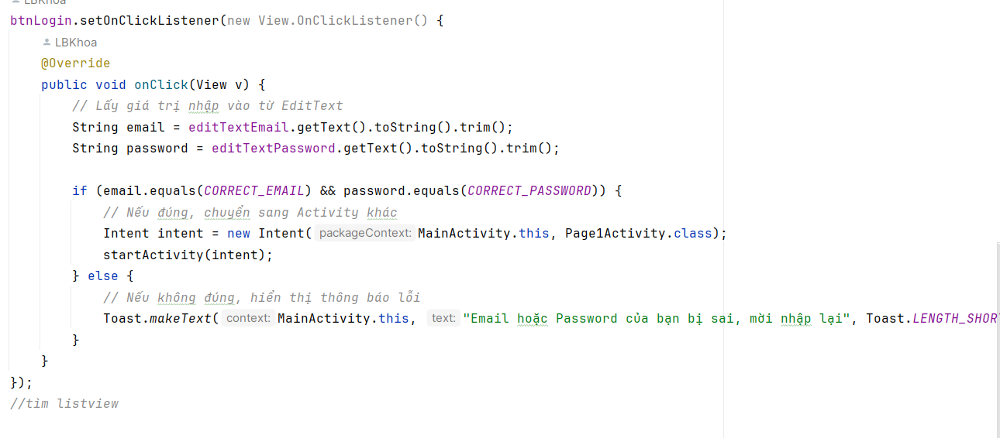 LBKhoa
btnLogin.setOnClickListener(new View.OnClickListener() {
LBKhoa
@Override
public void onClick(View v) {
// Lấy giá trị nhập vào từ EditText
String email = editTextEmail.getText().toString().trim();
String password = editTextPassword.getText().toString().trim();
if (email.equals(CORRECT_EMAIL) && password.equals(CORRECT_PASSWORD)) {
// Nếu đúng, chuyển sang Activity khác
Intent intent = new Intent( packageContext: MainActivity.this, Page1Activity.class);
startActivity(intent);
} else {
// Nếu không đúng, hiển thị thông báo lỗi
Toast.makeText( context: MainActivity.this, text: "Email hoặc Password của bạn bị sai, mời nhập lại", Toast.LENGTH_SHOR
}
}
});
//tìm listview